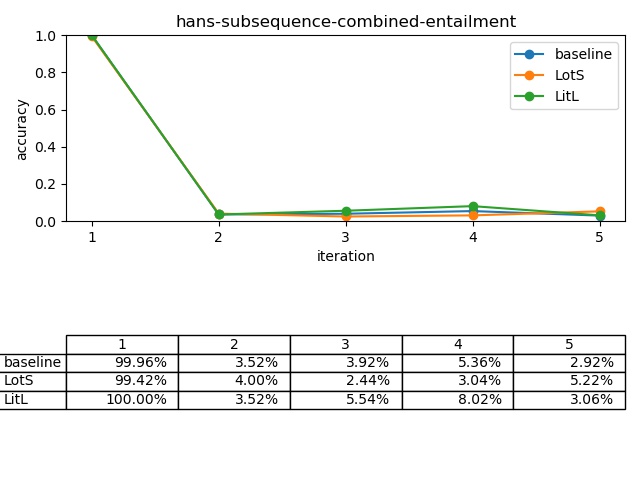 hans-subsequence-combined-entailment
1.0
0.8
0.6
0.4
0.2
0.0
accuracy
baseline
LotS
LitL
1 2 3 4 5
iteration
1 2 3 4 5
baseline 99.96% 3.52% 3.92% 5.36% 2.92%
LotS 99.42% 4.00% 2.44% 3.04% 5.22%
LitL 100.00% 3.52% 5.54% 8.02% 3.06%